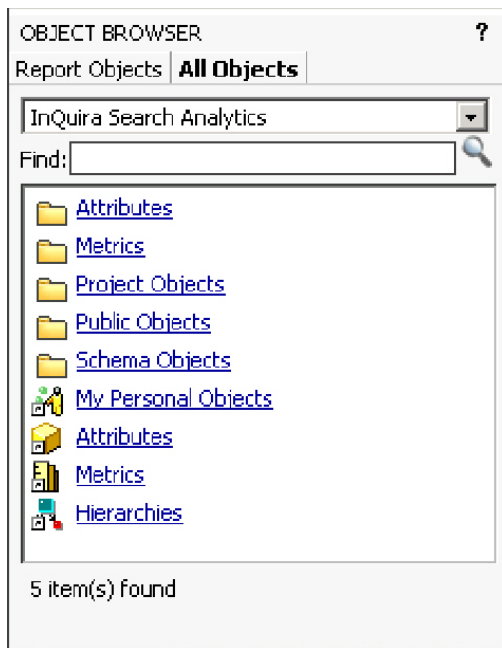 OBJECT BROWSER ?
Report Objects All Objects
InQuira Search Analytics
Find:
Attributes
Metrics
Project Objects
Public Objects
Schema Objects
My Personal Objects
Attributes
Metrics
Hierarchies
5 item(s) found